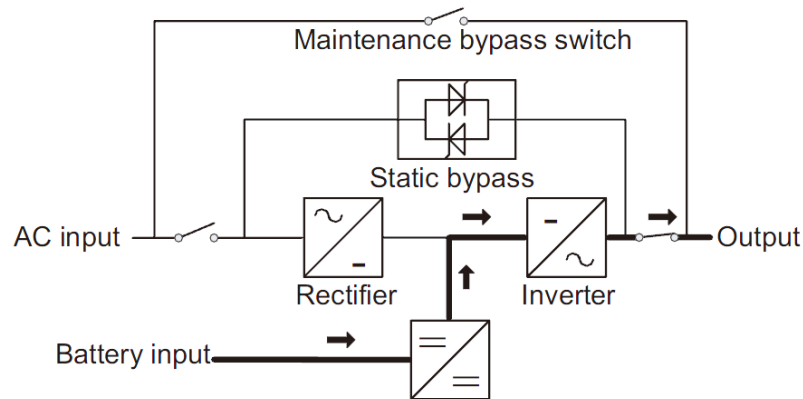 Maintenance bypass switch
Static bypass
AC input
Output
Rectifier
Inverter
Battery input